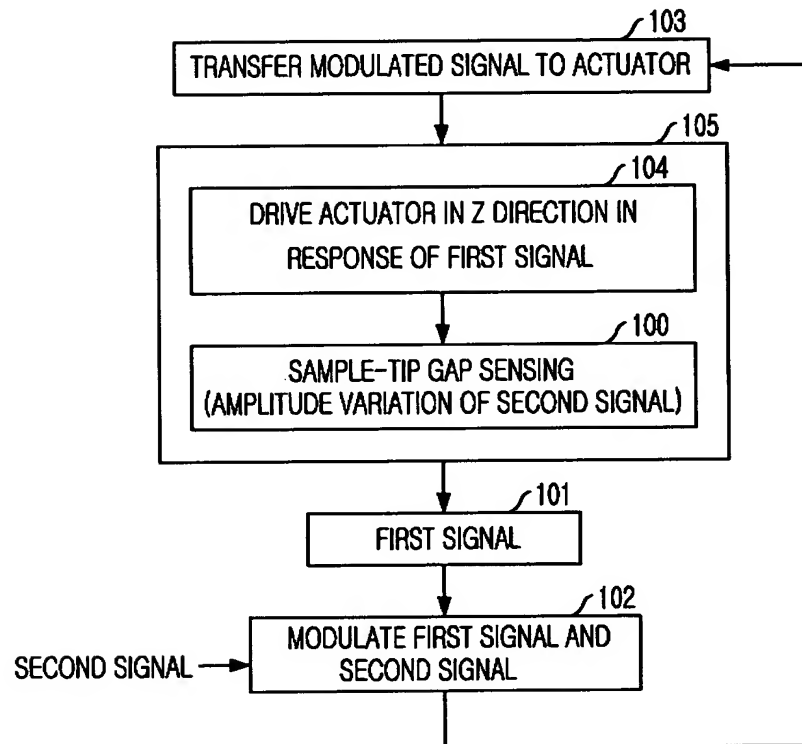 103
TRANSFER MODULATED SIGNAL TO ACTUATOR
105
104
DRIVE ACTUATOR IN Z DIRECTION IN
RESPONSE OF FIRST SIGNAL
100
SAMPLE-TIP GAP SENSING
(AMPLITUDE VARIATION OF SECOND SIGNAL)
101
FIRST SIGNAL
102
MODULATE FIRST SIGNAL AND
SECOND SIGNAL
SECOND SIGNAL